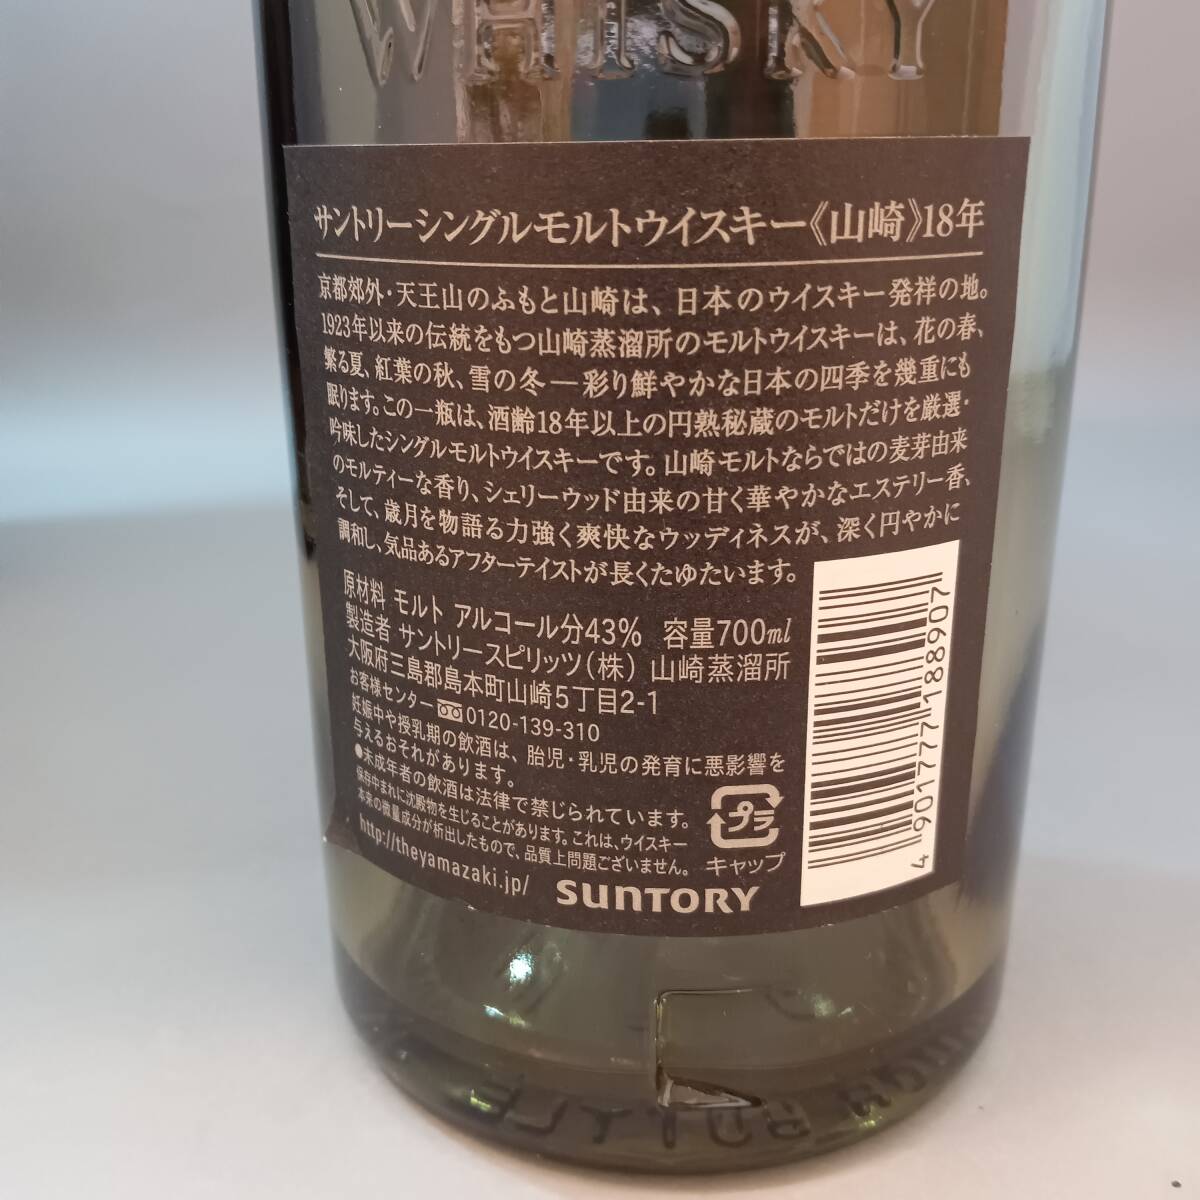 WHISKY
サントリーシングルモルトウイスキー《山崎》18年
京都郊外・天王山のふもと山崎は、日本のウイスキー発祥の地。
1923年以来の伝統をもつ山崎蒸溜所のモルトウイスキーは、花の春、
繁る夏、紅葉の秋、雪の冬―彩り鮮やかな日本の四季を幾重にも
眠ります。この一瓶は、酒齢18年以上の円熟秘蔵のモルトだけを厳選・
吟味したシングルモルトウイスキーです。山崎モルトならではの麦芽由来
のモルティーな香り、シェリーウッド由来の甘く華やかなエステリー香、
そして、歳月を物語る力強く爽快なウッディネスが、深く円やかに
調和し、気品あるアフターテイストが長くたゆたいます。
原材料 モルト アルコール分43% 容量700ml
製造者 サントリースピリッツ(株) 山崎蒸溜所
大阪府三島郡島本町山崎5丁目2-1
お客様センター 0120-139-310
妊娠中や授乳期の飲酒は、胎児・乳児の発育に悪影響を
与えるおそれがあります。
●未成年者の飲酒は法律で禁じられています。
保存中まれに沈殿物を生じることがあります。これは、ウイスキー
本来の微量成分が析出したもので、品質上問題ございません。
プラ
キャップ
http://theyamazaki.jp/
SUNTORY
4 901777 188907